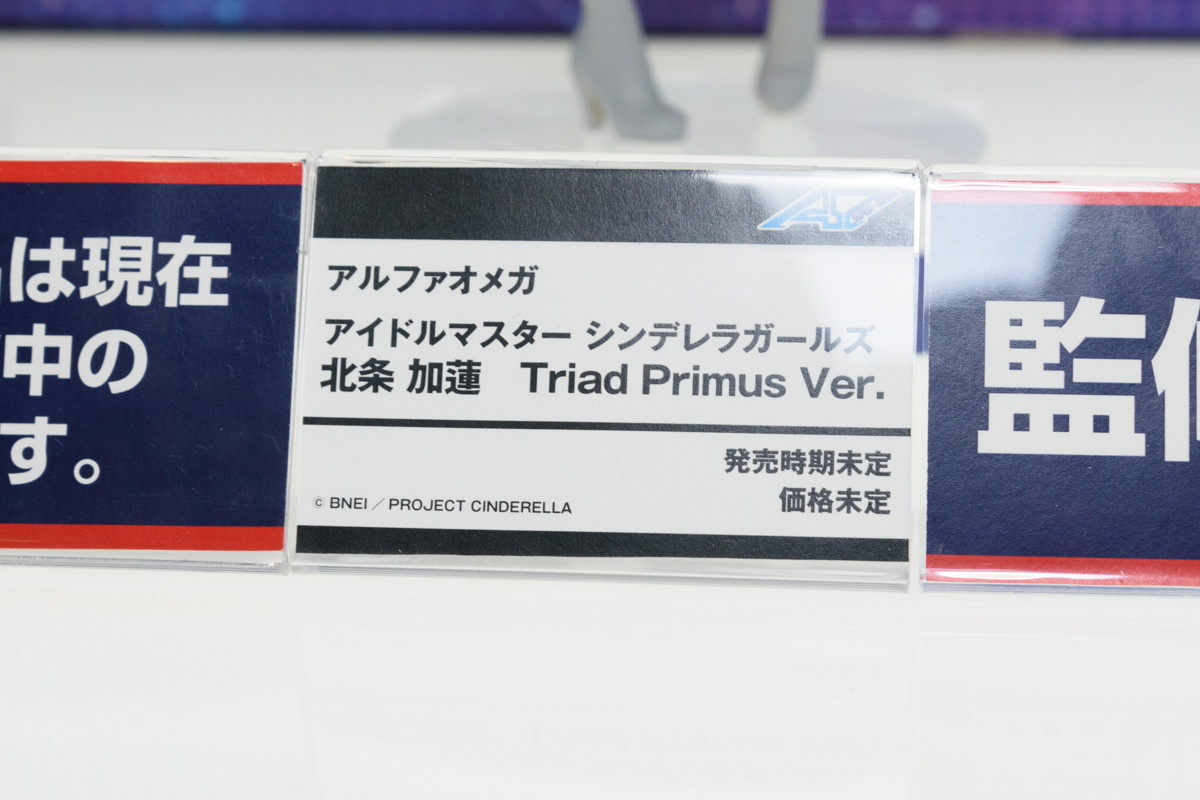 は現在
中の
す。
アルファオメガ
アイドルマスター シンデレラガールズ
北条 加蓮 Triad Primus Ver.
発売時期未定
価格未定
© BNEI／PROJECT CINDERELLA
監